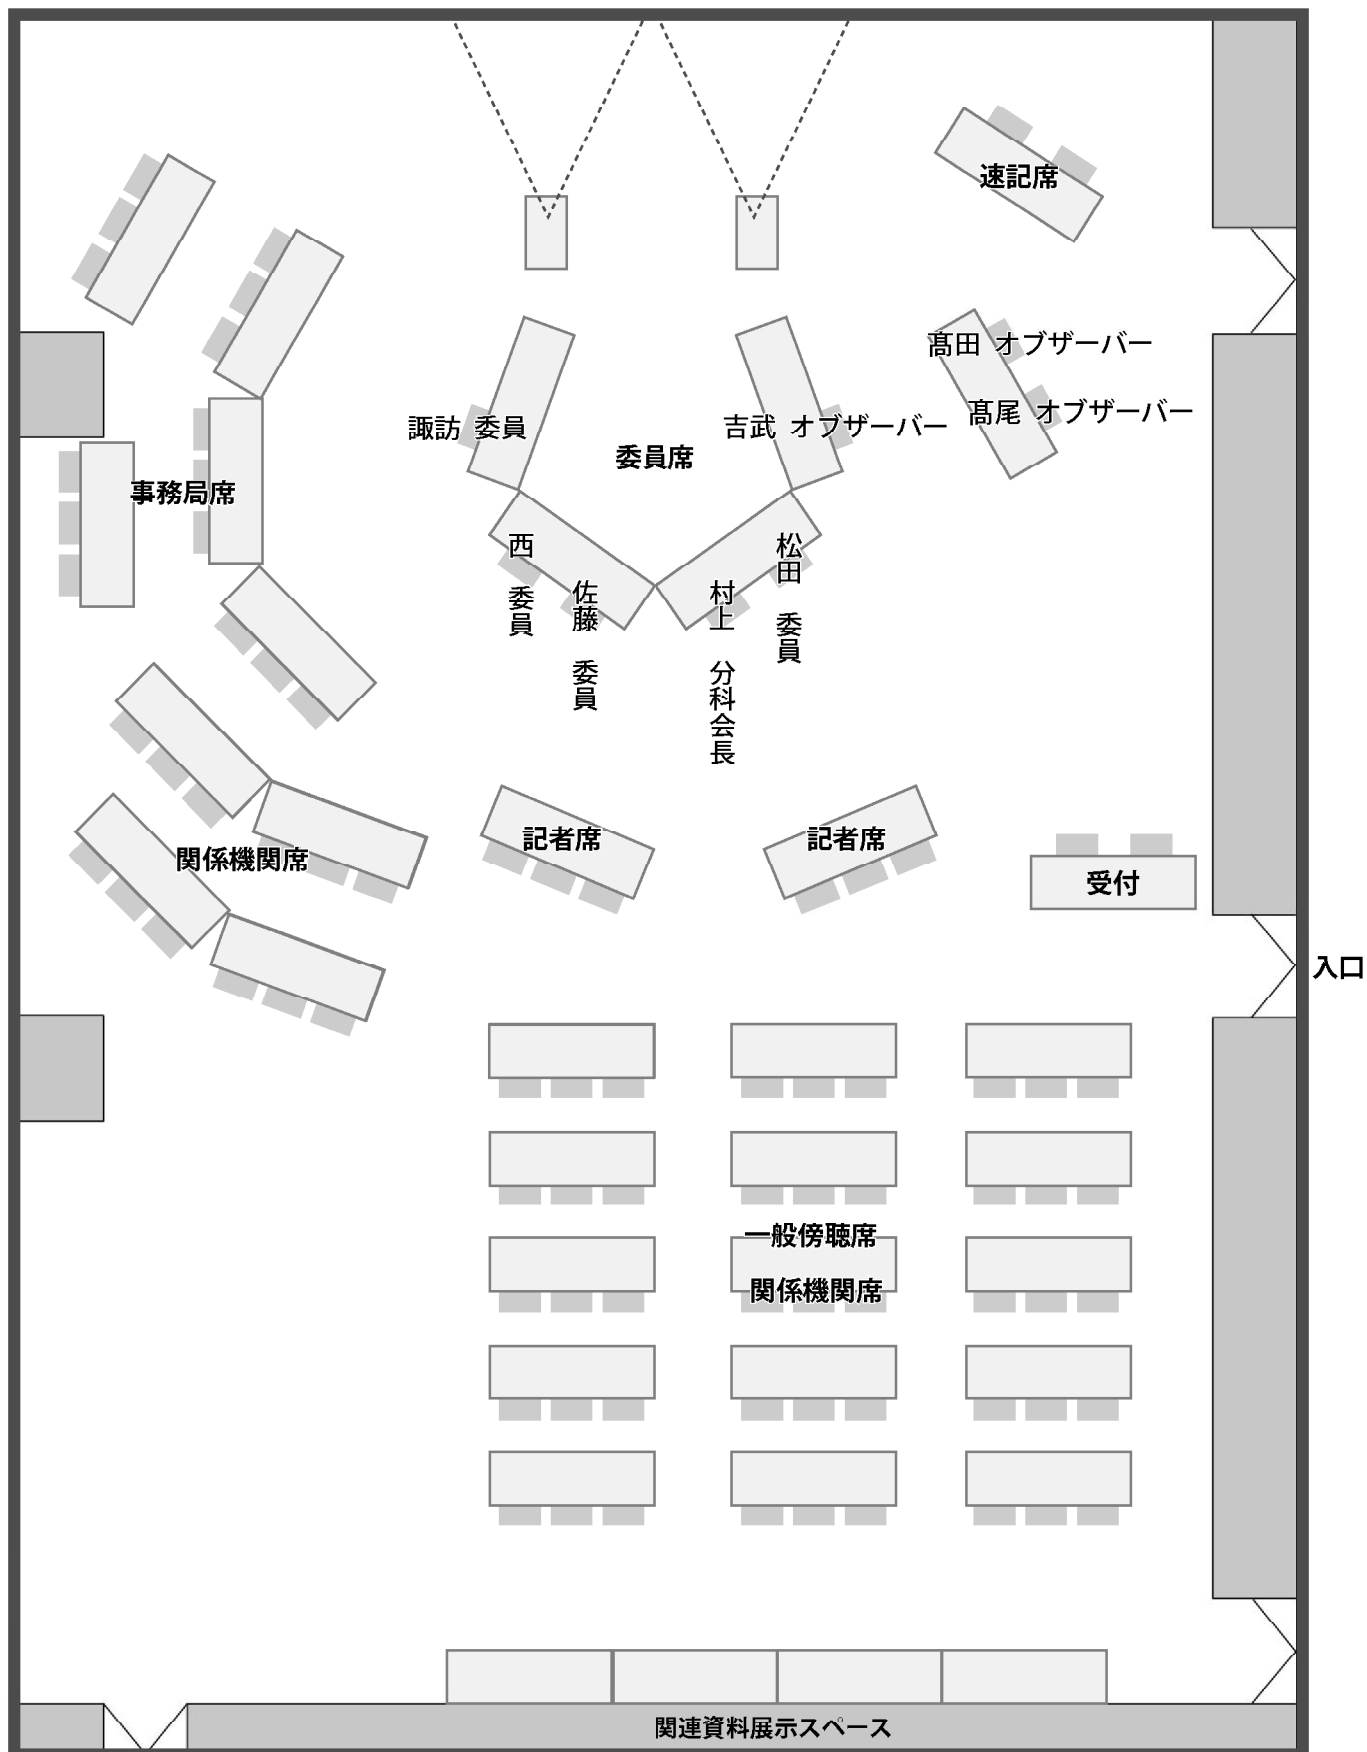 速記席
髙田 オブザーバー
髙尾 オブザーバー
諏訪 委員
吉武 オブザーバー
委員席
事務局席
西 委員
佐藤 委員
村上 分科会長
松田 委員
記者席
記者席
関係機関席
受付
入口
一般傍聴席
関係機関席
関連資料展示スペース